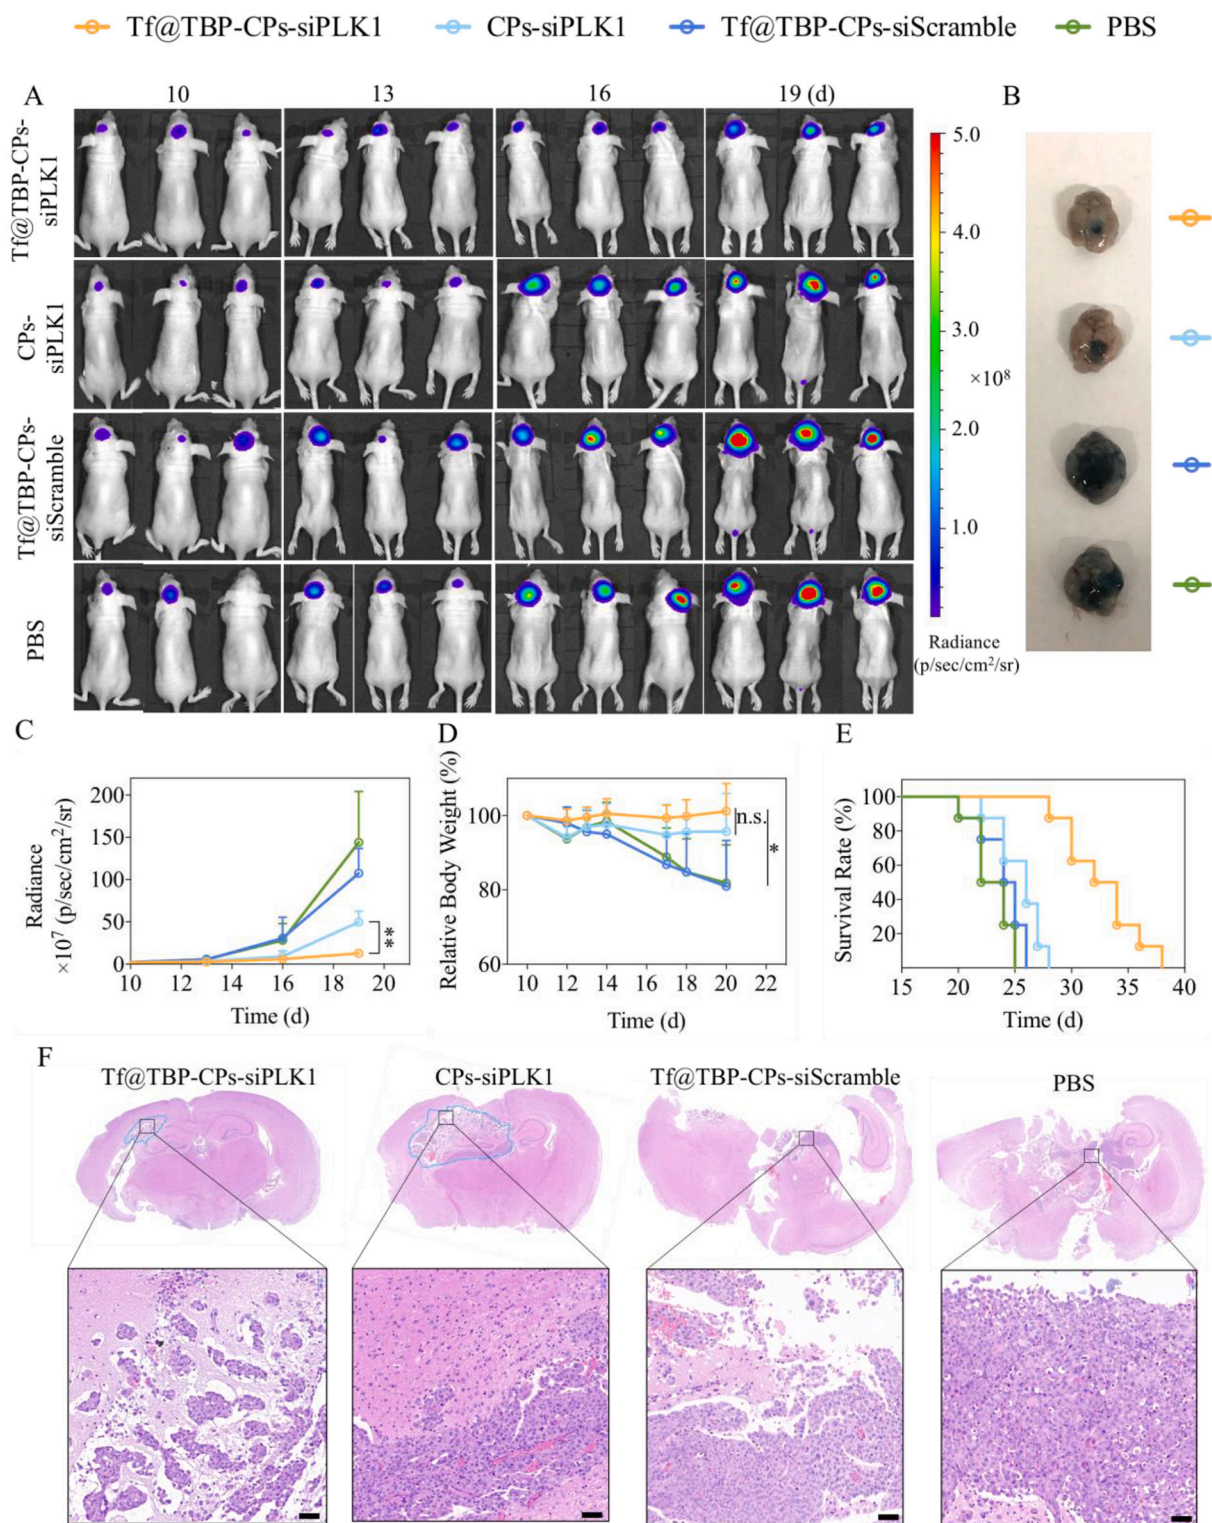 Tf@TBP-CPs-siPLK1 CPs-siPLK1 Tf@TBP-CPs-siScramble PBS
A 10 13 16 19 (d) B
Tf@TBP-CPs-
siPLK1
CPs-
siPLK1
Tf@TBP-CPs-
siScramble
PBS
5.0
4.0
3.0
×10⁸
2.0
1.0
Radiance
(p/sec/cm²/sr)
C
Radiance
×10⁷ (p/sec/cm²/sr)
200
150
100
50
0
**
10 12 14 16 18 20
Time (d)
D
Relative Body Weight (%)
100
80
60
n.s.
*
10 12 14 16 18 20 22
Time (d)
E
Survival Rate (%)
100
80
60
40
20
15 20 25 30 35 40
Time (d)
F
Tf@TBP-CPs-siPLK1 CPs-siPLK1 Tf@TBP-CPs-siScramble PBS